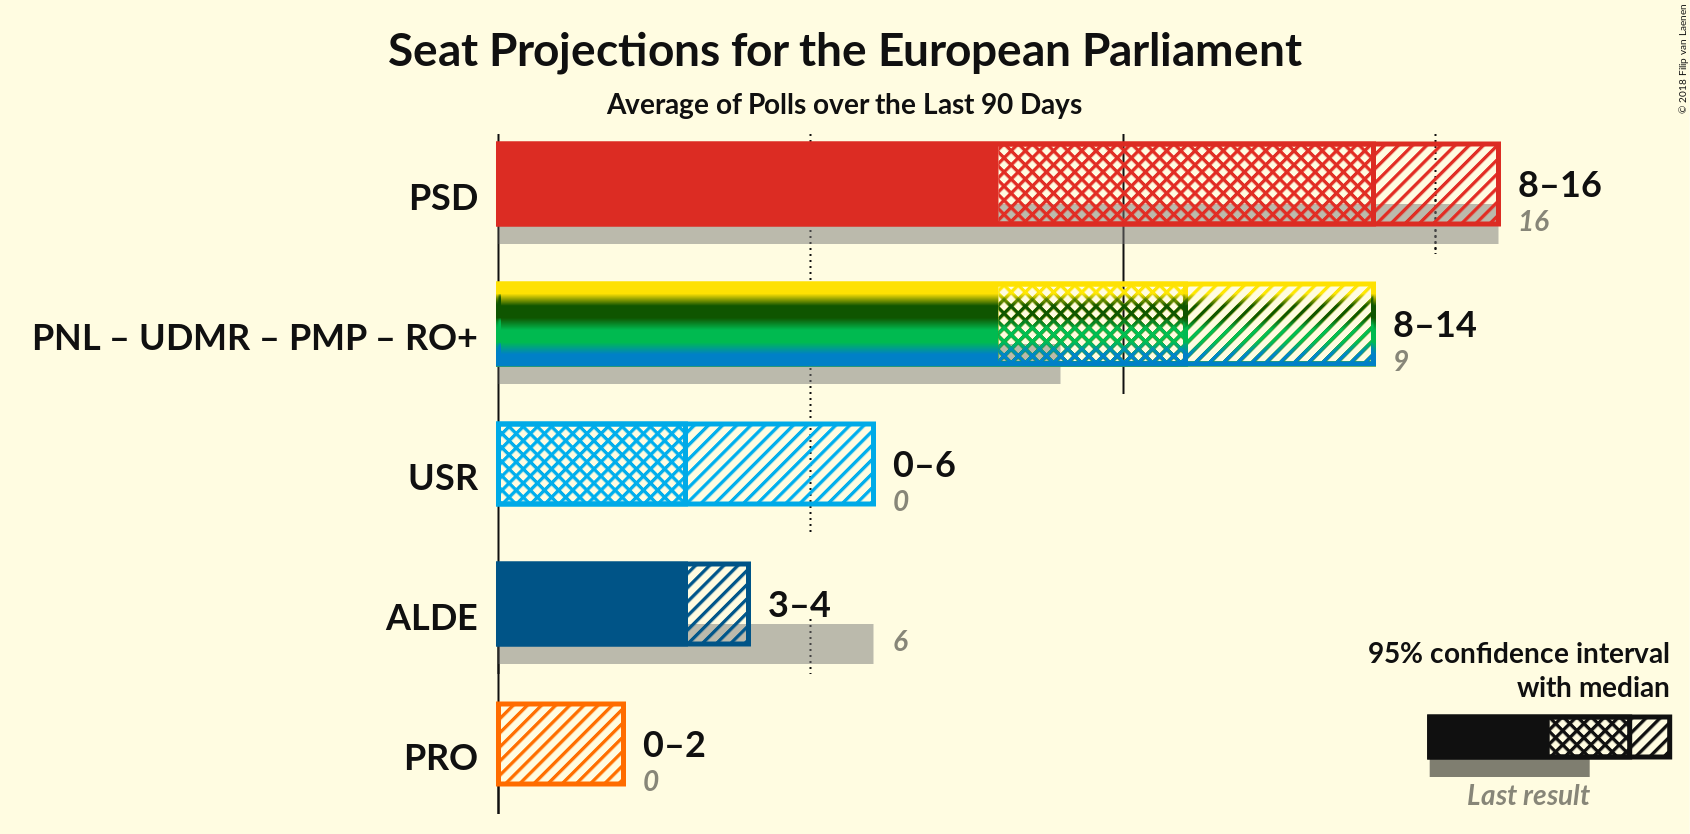 Seat Projections for the European Parliament
Average of Polls over the Last 90 Days
© 2018 Filip van Laenen
PSD
8–16
16
PNL – UDMR – PMP – RO+
8–14
9
USR
0–6
0
ALDE
3–4
6
PRO
0–2
0
95% confidence interval
with median
Last result